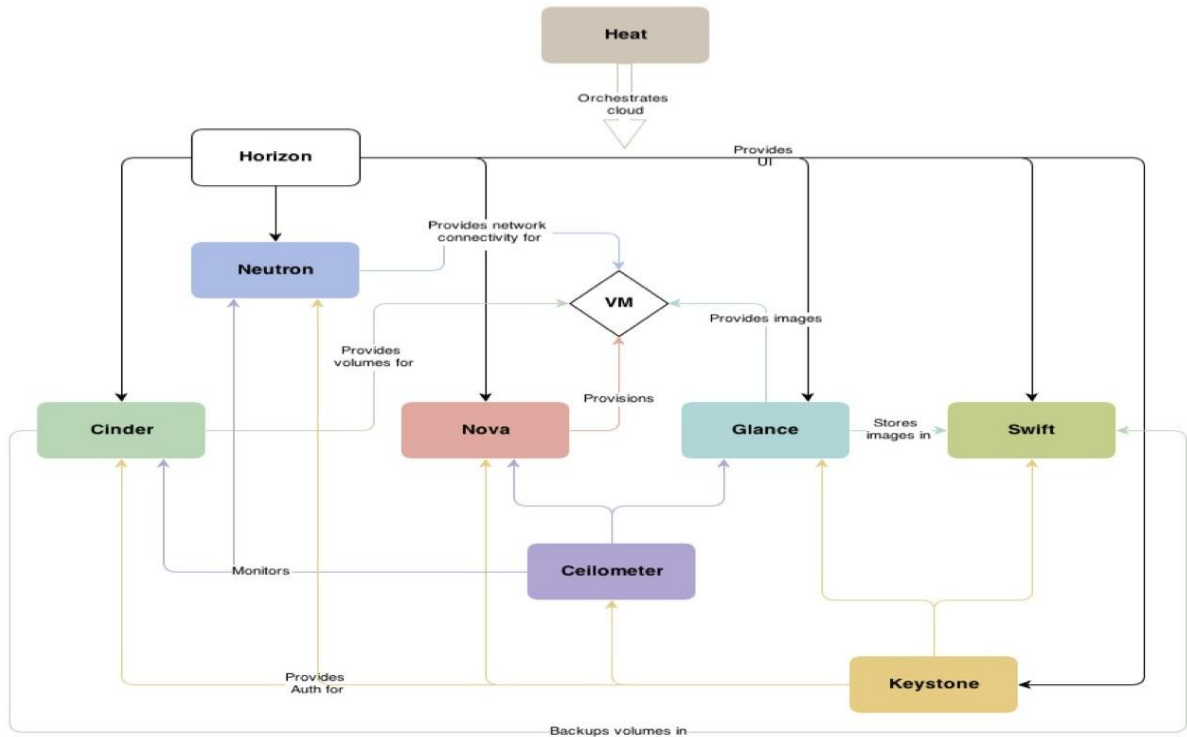 Heat
Orchestrates
cloud
Horizon
Provides
UI
Provides network
connectivity for
Neutron
VM
Provides images
Provides
volumes for
Provisions
Cinder
Nova
Glance
Stores
images in
Swift
Ceilometer
Monitors
Keystone
Provides
Auth for
Backups volumes in